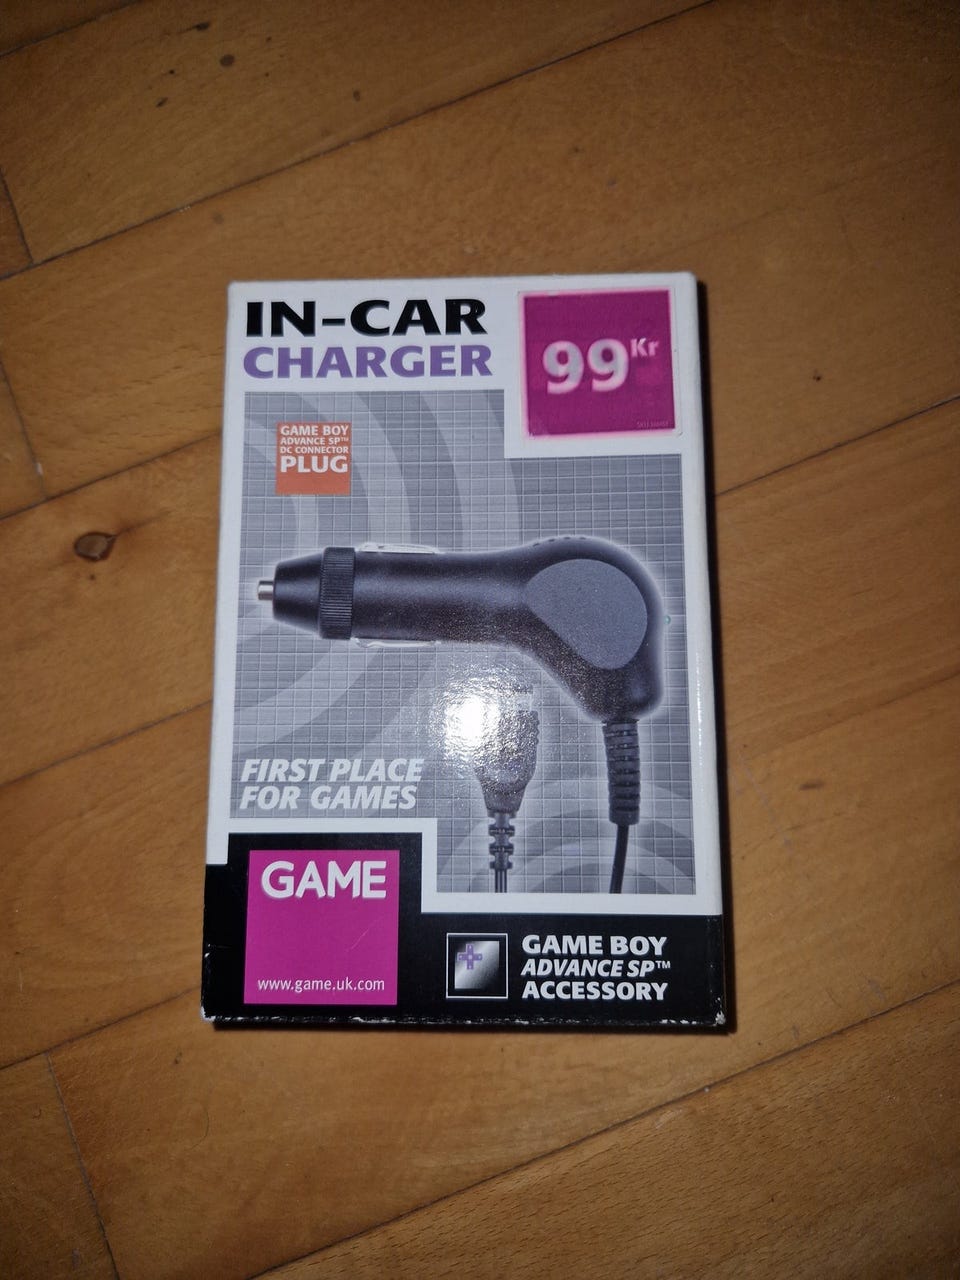 IN-CAR
CHARGER
99Kr
GAME BOY
ADVANCE SP™
DC CONNECTOR
PLUG
FIRST PLACE
FOR GAMES
GAME
www.game.uk.com
GAME BOY
ADVANCE SP™
ACCESSORY